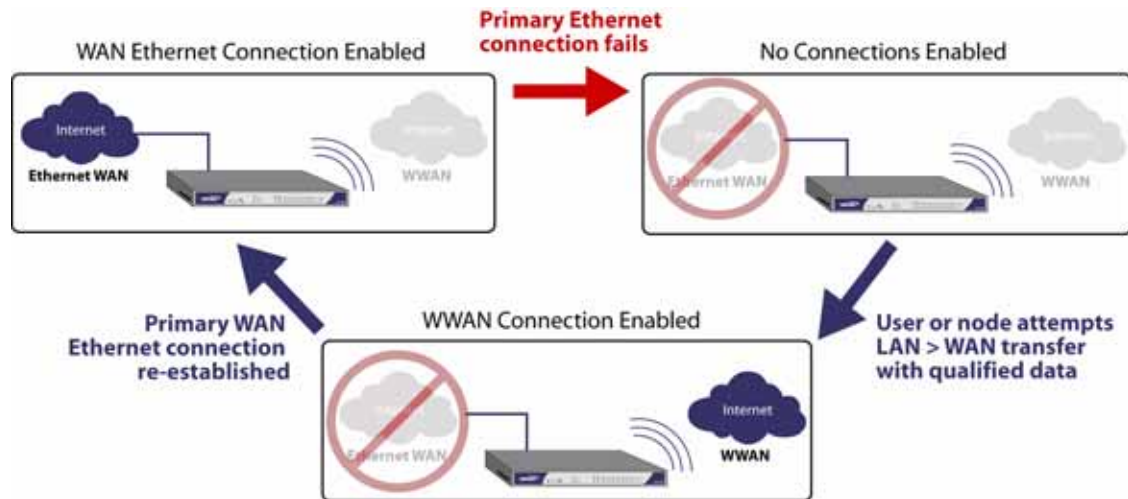 Primary Ethernet
connection fails
WAN Ethernet Connection Enabled
No Connections Enabled
Internet
Ethernet WAN
WWAN
Ethernet WAN
WWAN
Primary WAN
Ethernet connection
re-established
WWAN Connection Enabled
User or node attempts
LAN > WAN transfer
with qualified data
Ethernet WAN
Internet
WWAN